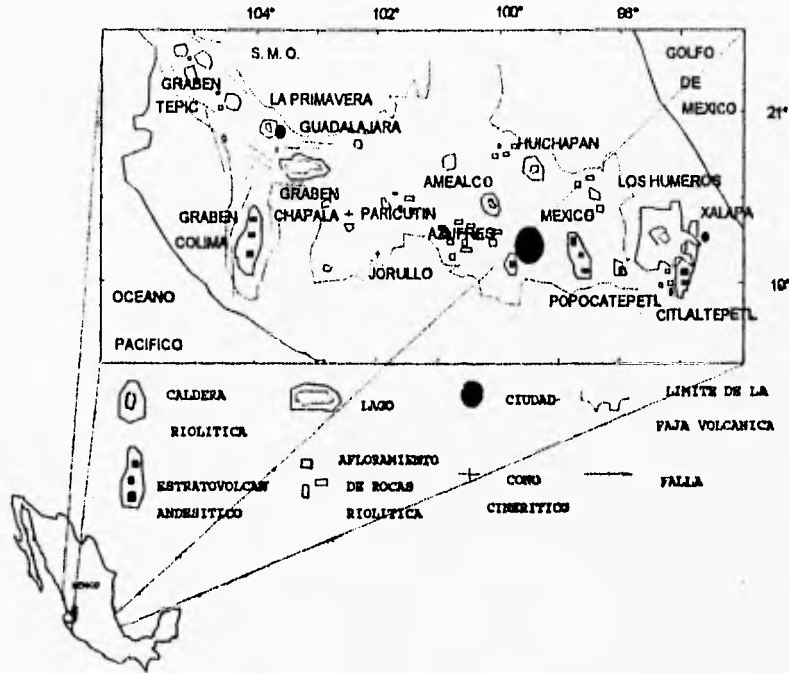 104° 102° 100° 98°
S. M. O.
GOLFO
DE
MEXICO
GRABEN
TEPIC
LA PRIMAVERA
GUADALAJARA
21°
HUICHAPAN
AMEALCO
LOS HUMEROS
GRABEN
CHAPALA + PARICUTIN
MEXICO
XALAPA
GRABEN
COLIMA
AZUFRES
JORULLO
POPOCATEPETL
19°
CITLALTEPETL
OCEANO
PACIFICO
CALDERA
RIOLITICA
LAGO
CIUDAD
LIMITE DE LA
FAJA VOLCANICA
ESTRATOVOLCAN
ANDESITICO
AFLORAMIENTO
DE ROCAS
RIOLITICA
CONO
CINERITICO
FALLA